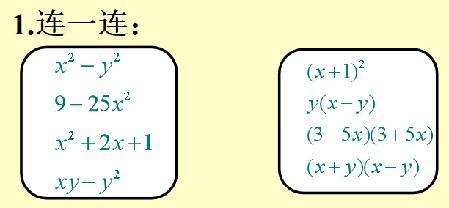 1.连一连：
x² − y²
9 − 25x²
x² + 2x + 1
xy − y²
(x+1)²
y(x−y)
(3 5x)(3+5x)
(x+y)(x−y)